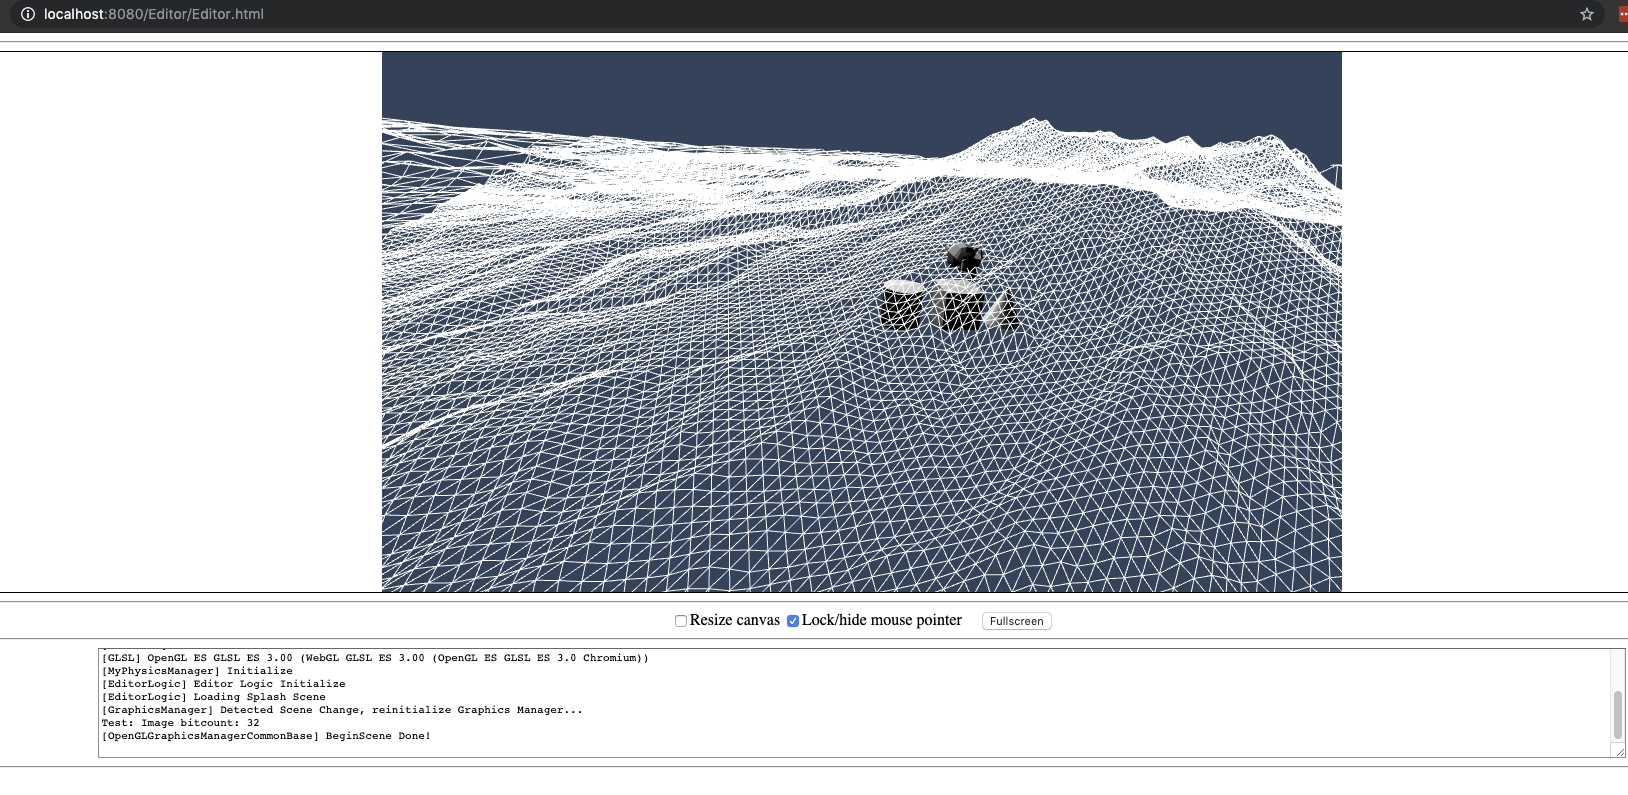 localhost:8080/Editor/Editor.html
Resize canvas Lock/hide mouse pointer Fullscreen
[GLSL] OpenGL ES GLSL ES 3.00 (WebGL GLSL ES 3.00 (OpenGL ES GLSL ES 3.0 Chromium))
[MyPhysicsManager] Initialize
[EditorLogic] Editor Logic Initialize
[EditorLogic] Loading Splash Scene
[GraphicsManager] Detected Scene Change, reinitialize Graphics Manager...
Test: Image bitcount: 32
[OpenGLGraphicsManagerCommonBase] BeginScene Done!